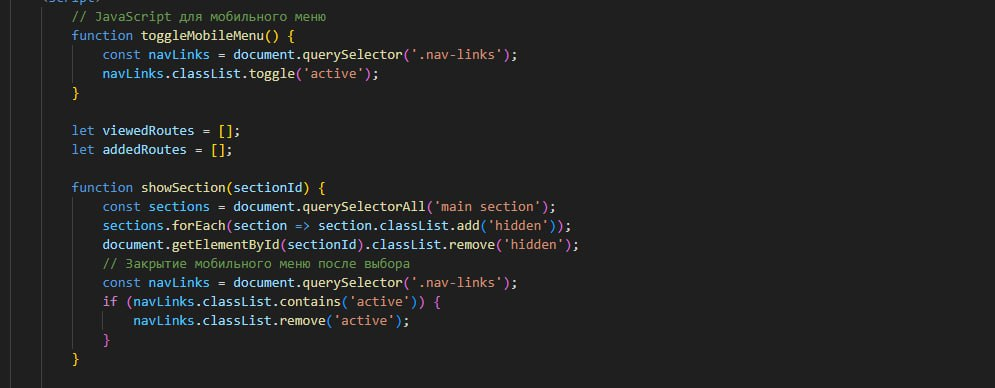 <script>
// JavaScript для мобильного меню
function toggleMobileMenu() {
const navLinks = document.querySelector('.nav-links');
navLinks.classList.toggle('active');
}
let viewedRoutes = [];
let addedRoutes = [];
function showSection(sectionId) {
const sections = document.querySelectorAll('main section');
sections.forEach(section => section.classList.add('hidden'));
document.getElementById(sectionId).classList.remove('hidden');
// Закрытие мобильного меню после выбора
const navLinks = document.querySelector('.nav-links');
if (navLinks.classList.contains('active')) {
navLinks.classList.remove('active');
}
}